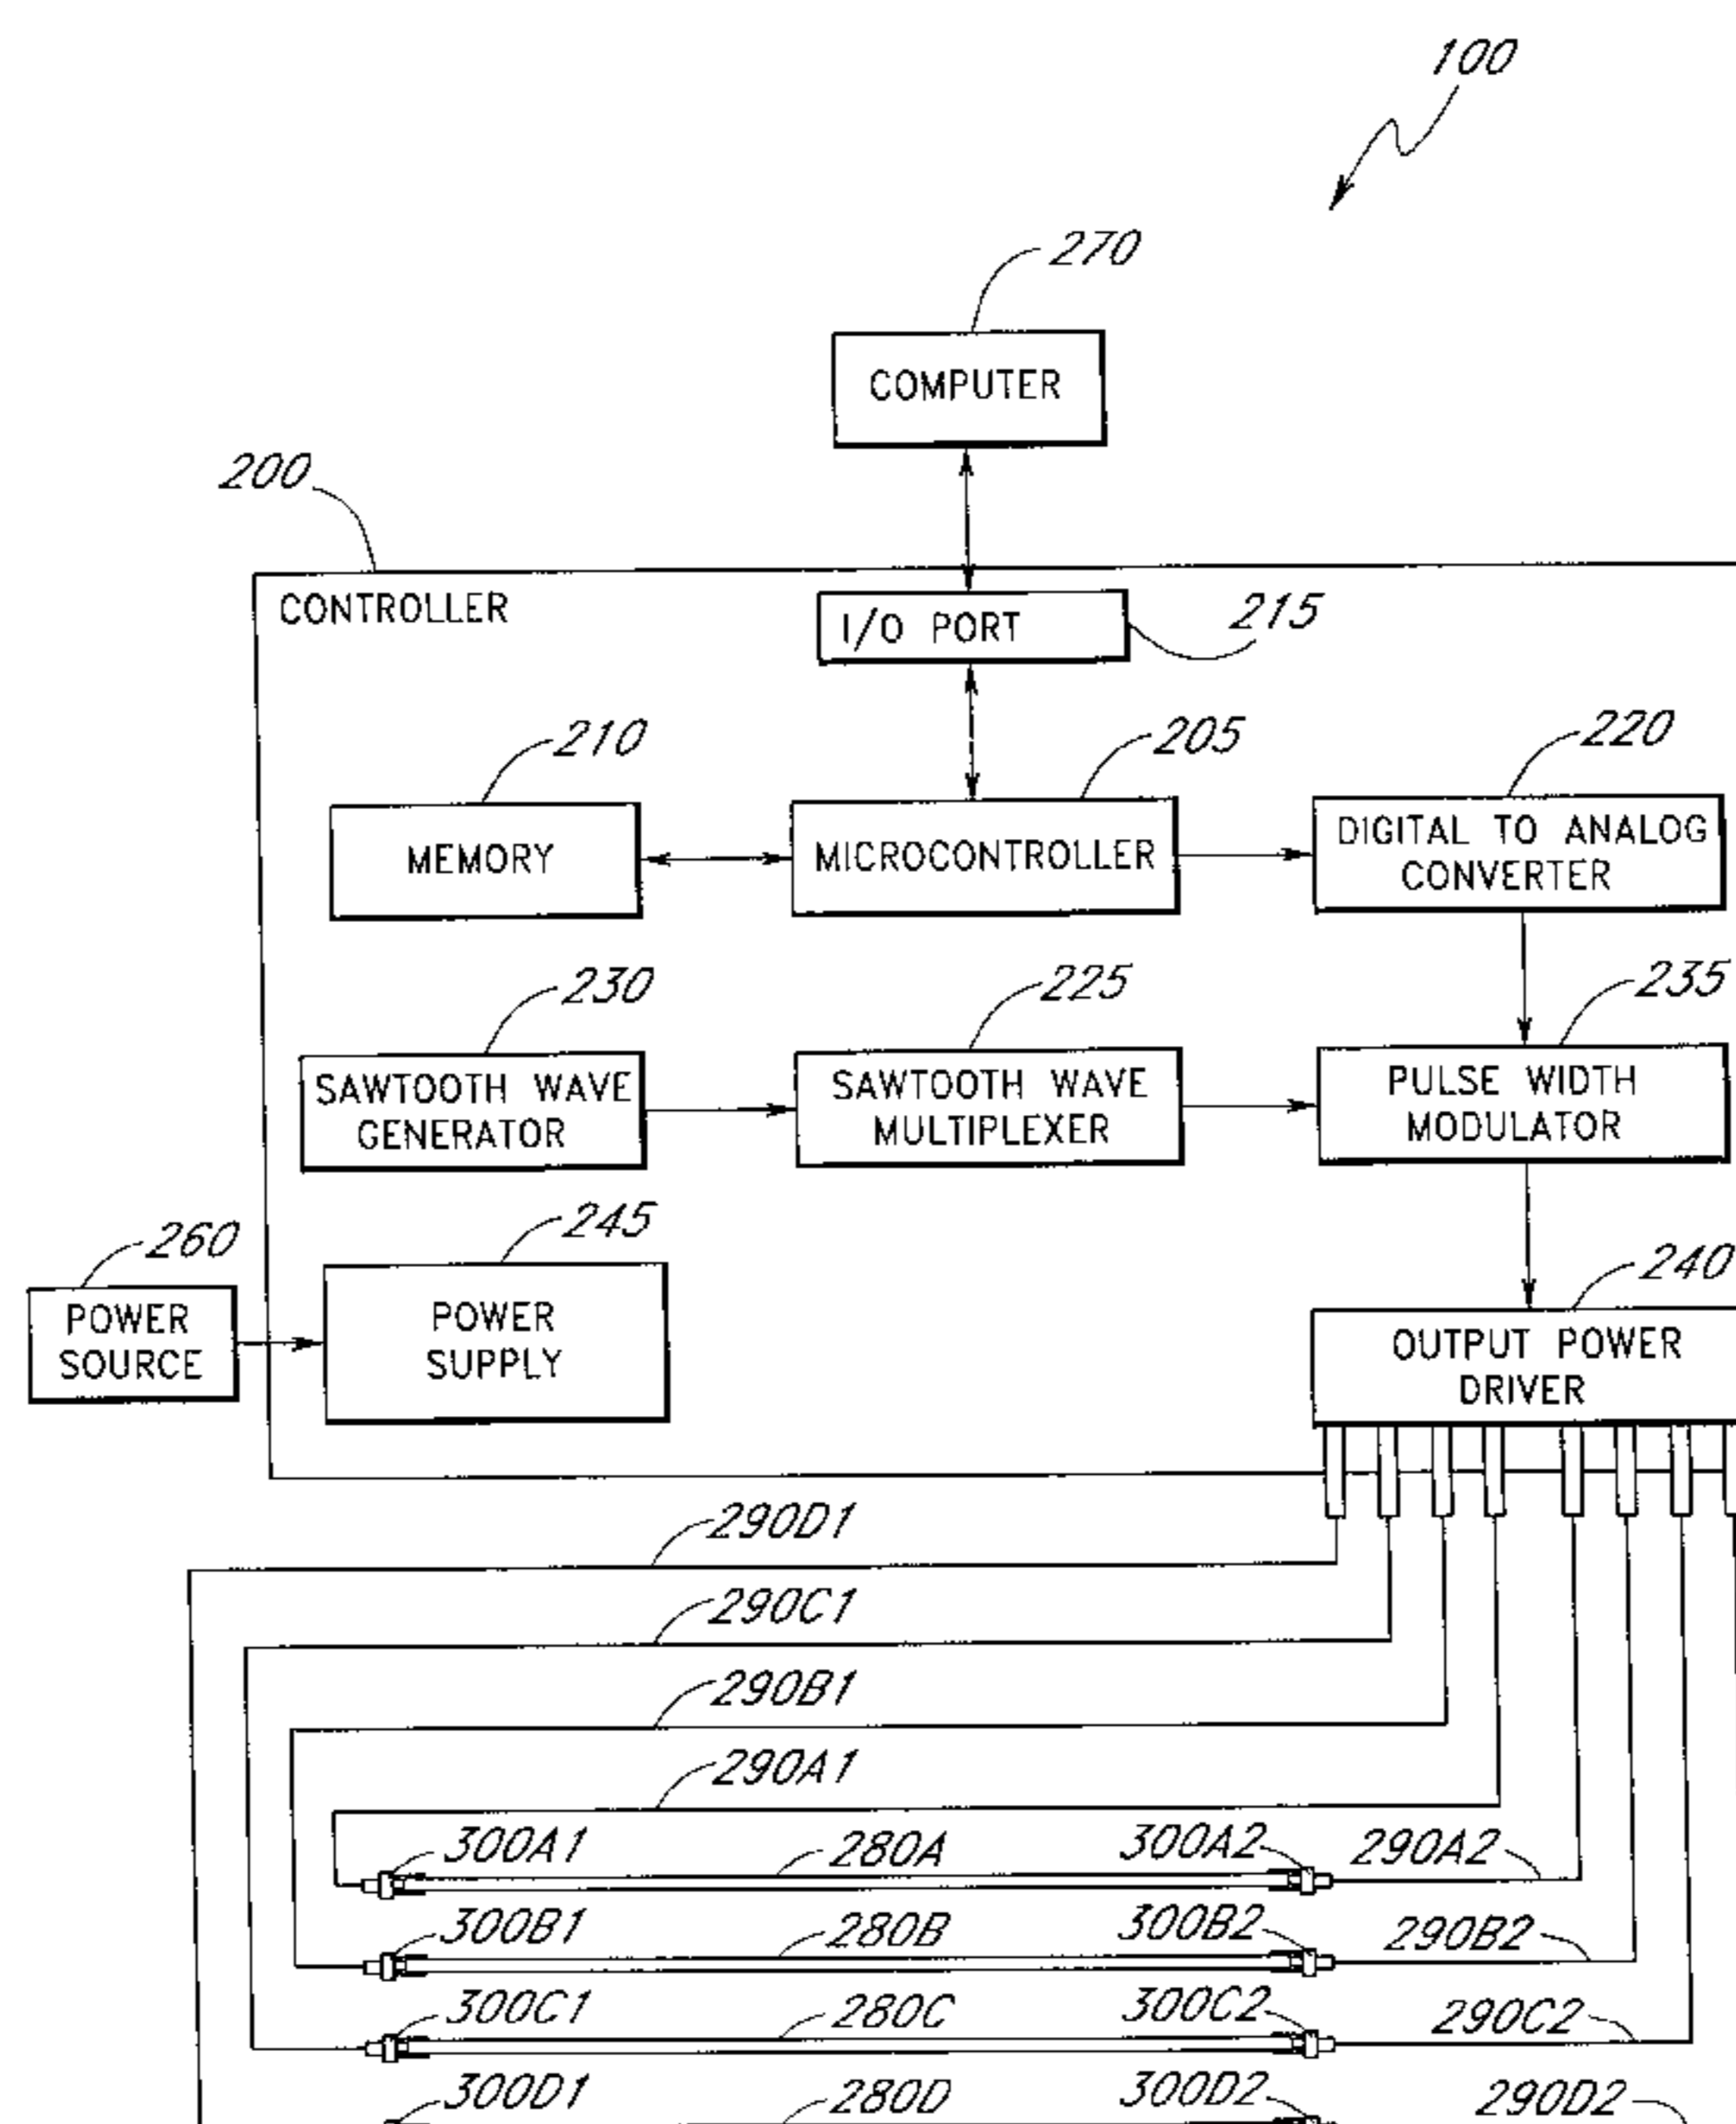 100
270
COMPUTER
200
CONTROLLER
I/O PORT
215
210
205
220
MEMORY
MICROCONTROLLER
DIGITAL TO ANALOG
CONVERTER
230
225
235
SAWTOOTH WAVE
GENERATOR
SAWTOOTH WAVE
MULTIPLEXER
PULSE WIDTH
MODULATOR
260
245
240
POWER
SOURCE
POWER
SUPPLY
OUTPUT POWER
DRIVER
290D1
290C1
290B1
290A1
300A1
280A
300A2
290A2
300B1
280B
300B2
290B2
300C1
280C
300C2
290C2
300D1
280D
300D2
290D2